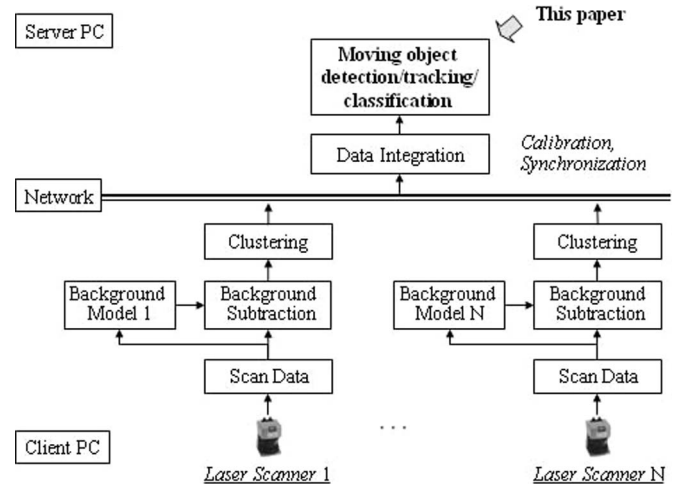 This paper
Server PC
Moving object
detection/tracking/
classification
Data Integration
Calibration,
Synchronization
Network
Clustering
Clustering
Background
Model 1
Background
Subtraction
Background
Model N
Background
Subtraction
Scan Data
Scan Data
...
Client PC
Laser Scanner 1
Laser Scanner N